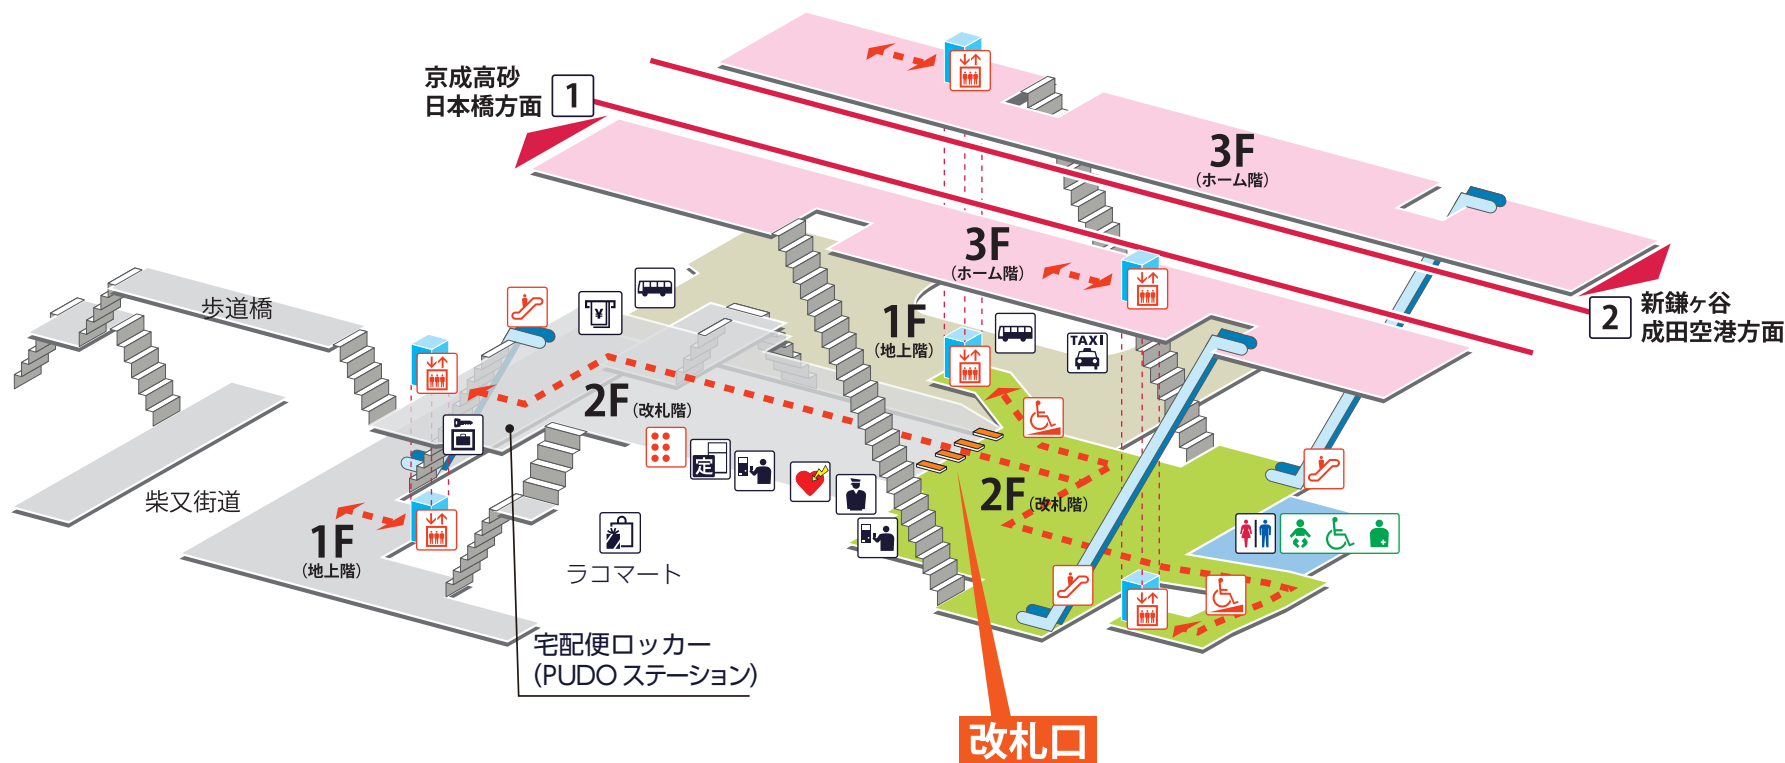 京成高砂
日本橋方面
1
3F
(ホーム階)
3F
(ホーム階)
2
新鎌ヶ谷
成田空港方面
歩道橋
¥
1F
(地上階)
TAXI
2F(改札階)
定
柴又街道
2F(改札階)
1F
(地上階)
ラコマート
宅配便ロッカー
(PUDO ステーション)
改札口